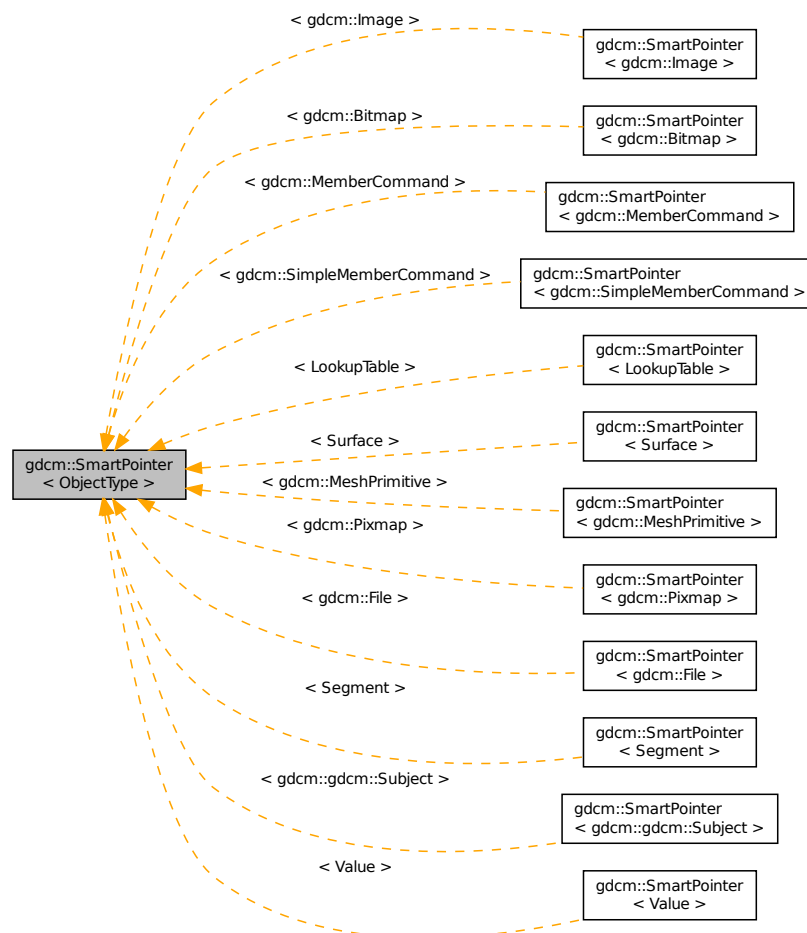 < gdcm::Image >
gdcm::SmartPointer
< gdcm::Image >
< gdcm::Bitmap >
gdcm::SmartPointer
< gdcm::Bitmap >
< gdcm::MemberCommand >
gdcm::SmartPointer
< gdcm::MemberCommand >
< gdcm::SimpleMemberCommand >
gdcm::SmartPointer
< gdcm::SimpleMemberCommand >
< LookupTable >
gdcm::SmartPointer
< LookupTable >
< Surface >
gdcm::SmartPointer
< Surface >
gdcm::SmartPointer
< ObjectType >
< gdcm::MeshPrimitive >
gdcm::SmartPointer
< gdcm::MeshPrimitive >
< gdcm::Pixmap >
gdcm::SmartPointer
< gdcm::Pixmap >
< gdcm::File >
gdcm::SmartPointer
< gdcm::File >
< Segment >
gdcm::SmartPointer
< Segment >
< gdcm::gdcm::Subject >
gdcm::SmartPointer
< gdcm::gdcm::Subject >
< Value >
gdcm::SmartPointer
< Value >